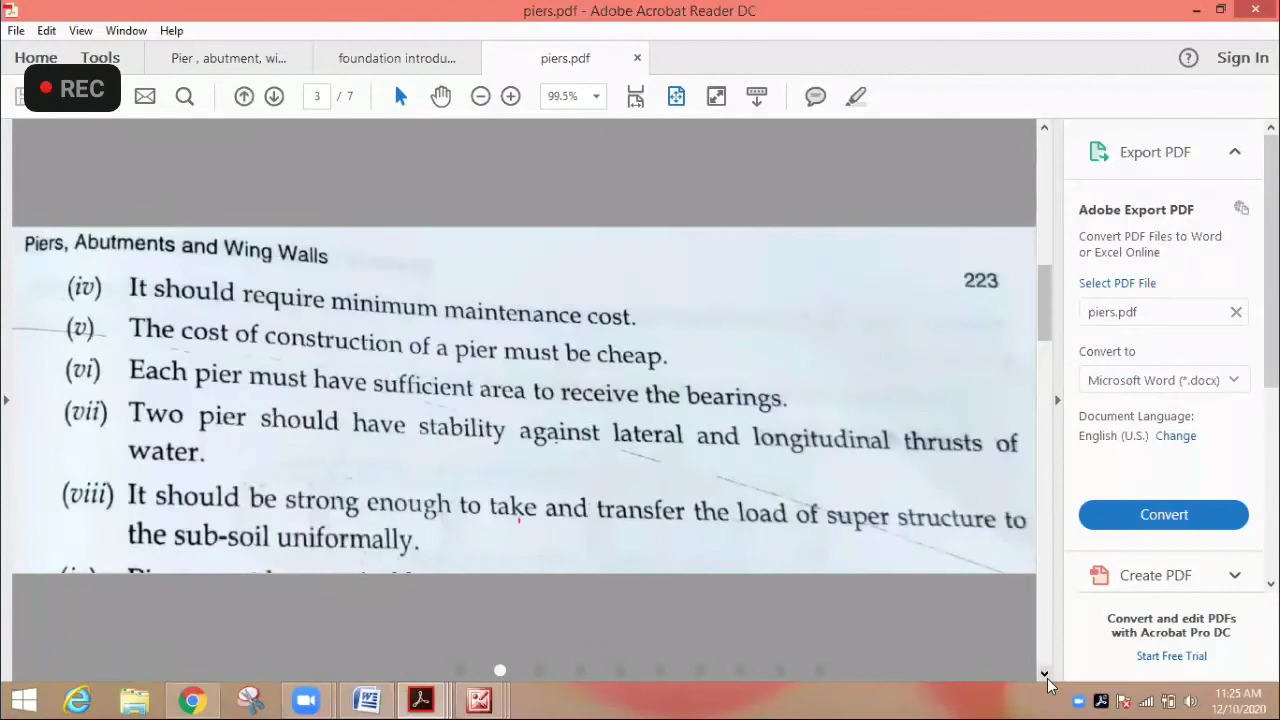 piers.pdf - Adobe Acrobat Reader DC
File Edit View Window Help
Home Tools Pier , abutment, wi... foundation introdu... piers.pdf × Sign In
REC
3 / 7 99.5%
Export PDF
Adobe Export PDF
Convert PDF Files to Word
or Excel Online
Select PDF File
piers.pdf
Convert to
Microsoft Word (*.docx)
Document Language:
English (U.S.) Change
Convert
Create PDF
Convert and edit PDFs
with Acrobat Pro DC
Start Free Trial
Piers, Abutments and Wing Walls
223
(iv) It should require minimum maintenance cost.
(v) The cost of construction of a pier must be cheap.
(vi) Each pier must have sufficient area to receive the bearings.
(vii) Two pier should have stability against lateral and longitudinal thrusts of
water.
(viii) It should be strong enough to take and transfer the load of super structure to
the sub-soil uniformally.
11:25 AM
12/10/2020